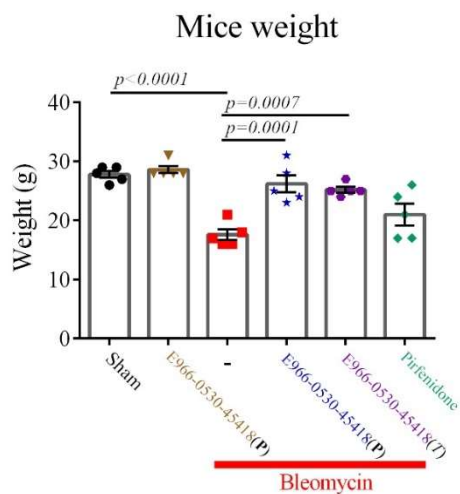 Mice weight
p<0.0001
p=0.0007
p=0.0001
Weight (g)
40
30
20
10
0
Sham
E966-0530-45418(P)
-
E966-0530-45418(P)
E966-0530-45418(T)
Pirfenidone
Bleomycin